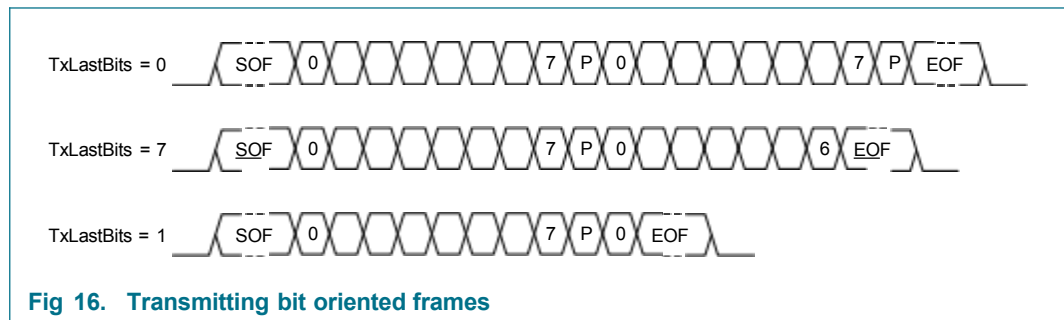 TxLastBits = 0 SOF 0 7 P 0 7 P EOF
TxLastBits = 7 SOF 0 7 P 0 6 EOF
TxLastBits = 1 SOF 0 7 P 0 EOF
Fig 16. Transmitting bit oriented frames